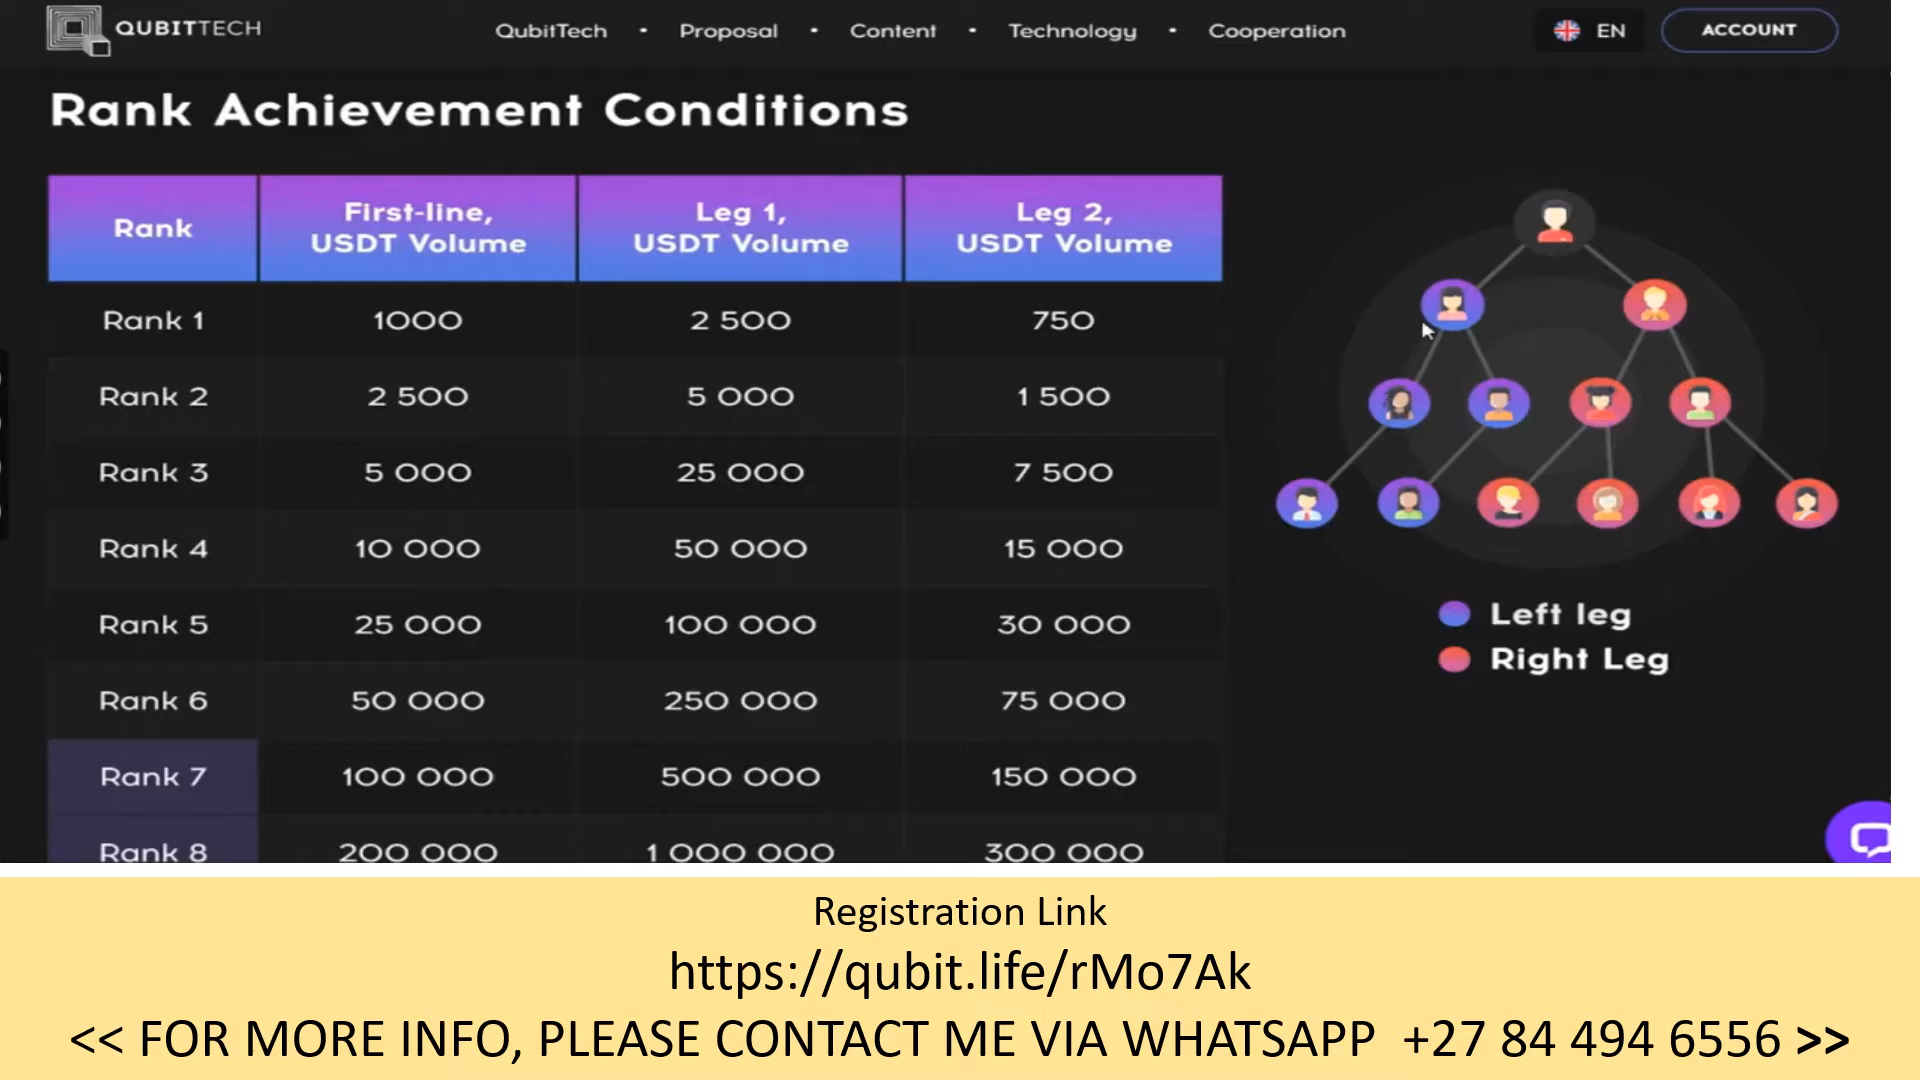 QUBITTECH
QubitTech • Proposal • Content • Technology • Cooperation
EN
ACCOUNT
Rank Achievement Conditions
Rank
First-line,
USDT Volume
Leg 1,
USDT Volume
Leg 2,
USDT Volume
Rank 1 1000 2 500 750
Rank 2 2 500 5 000 1 500
Rank 3 5 000 25 000 7 500
Rank 4 10 000 50 000 15 000
Rank 5 25 000 100 000 30 000
Rank 6 50 000 250 000 75 000
Rank 7 100 000 500 000 150 000
Rank 8 200 000 1 000 000 300 000
Left leg
Right Leg
Registration Link
https://qubit.life/rMo7Ak
<< FOR MORE INFO, PLEASE CONTACT ME VIA WHATSAPP +27 84 494 6556 >>